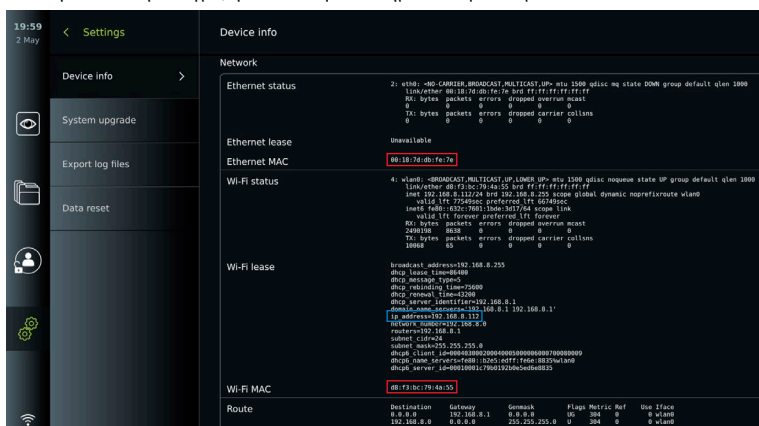 19:59
2 May
Settings
Device info
Device info
System upgrade
Export log files
Data reset
Network
Ethernet status
2: eth0: <NO-CARRIER,BROADCAST,MULTICAST,UP> mtu 1500 qdisc mq state DOWN group default qlen 1000
link/ether 00:18:7d:db:fe:7e brd ff:ff:ff:ff:ff:ff
RX: bytes packets errors dropped overrun mcast
0 0 0 0 0 0
TX: bytes packets errors dropped carrier collsns
0 0 0 0 0 0
Ethernet lease
Unavailable
Ethernet MAC
00:18:7d:db:fe:7e
Wi-Fi status
4: wlan0: <BROADCAST,MULTICAST,UP,LOWER_UP> mtu 1500 qdisc noqueue state UP group default qlen 1000
link/ether d8:f3:bc:79:4a:55 brd ff:ff:ff:ff:ff:ff
inet 192.168.8.112/24 brd 192.168.8.255 scope global dynamic noprefixroute wlan0
valid_lft 77549sec preferred_lft 66749sec
inet6 fe80::632c:7601:1bde:3d17/64 scope link
valid_lft forever preferred_lft forever
RX: bytes packets errors dropped overrun mcast
2490198 8638 0 0 0 0
TX: bytes packets errors dropped carrier collsns
10068 65 0 0 0 0
Wi-Fi lease
broadcast_address=192.168.8.255
dhcp_lease_time=86400
dhcp_message_type=5
dhcp_rebinding_time=75600
dhcp_renewal_time=43200
dhcp_server_identifier=192.168.8.1
domain_name_servers='192.168.8.1 192.168.8.1'
ip_address=192.168.8.112
network_number=192.168.8.0
routers=192.168.8.1
subnet_cidr=24
subnet_mask=255.255.255.0
dhcp6_client_id=00040300020004000500000600070008​0009
dhcp6_name_servers=fe80::b2e5:edff:fe6e:8835%wlan0
dhcp6_server_id=00010001c79b0192b0e5ed6e8835
Wi-Fi MAC
d8:f3:bc:79:4a:55
Route
Destination Gateway Genmask Flags Metric Ref Use Iface
0.0.0.0 192.168.8.1 0.0.0.0 UG 304 0 0 wlan0
192.168.8.0 0.0.0.0 255.255.255.0 U 304 0 0 wlan0